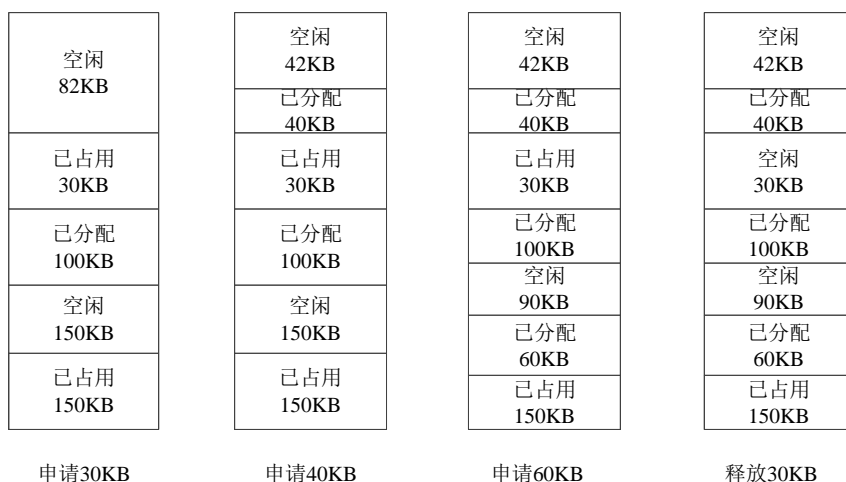 空闲
82KB
已占用
30KB
已分配
100KB
空闲
150KB
已占用
150KB
申请30KB
空闲
42KB
已分配
40KB
已占用
30KB
已分配
100KB
空闲
150KB
已占用
150KB
申请40KB
空闲
42KB
已分配
40KB
已占用
30KB
已分配
100KB
空闲
90KB
已分配
60KB
已占用
150KB
申请60KB
空闲
42KB
已分配
40KB
空闲
30KB
已分配
100KB
空闲
90KB
已分配
60KB
已占用
150KB
释放30KB